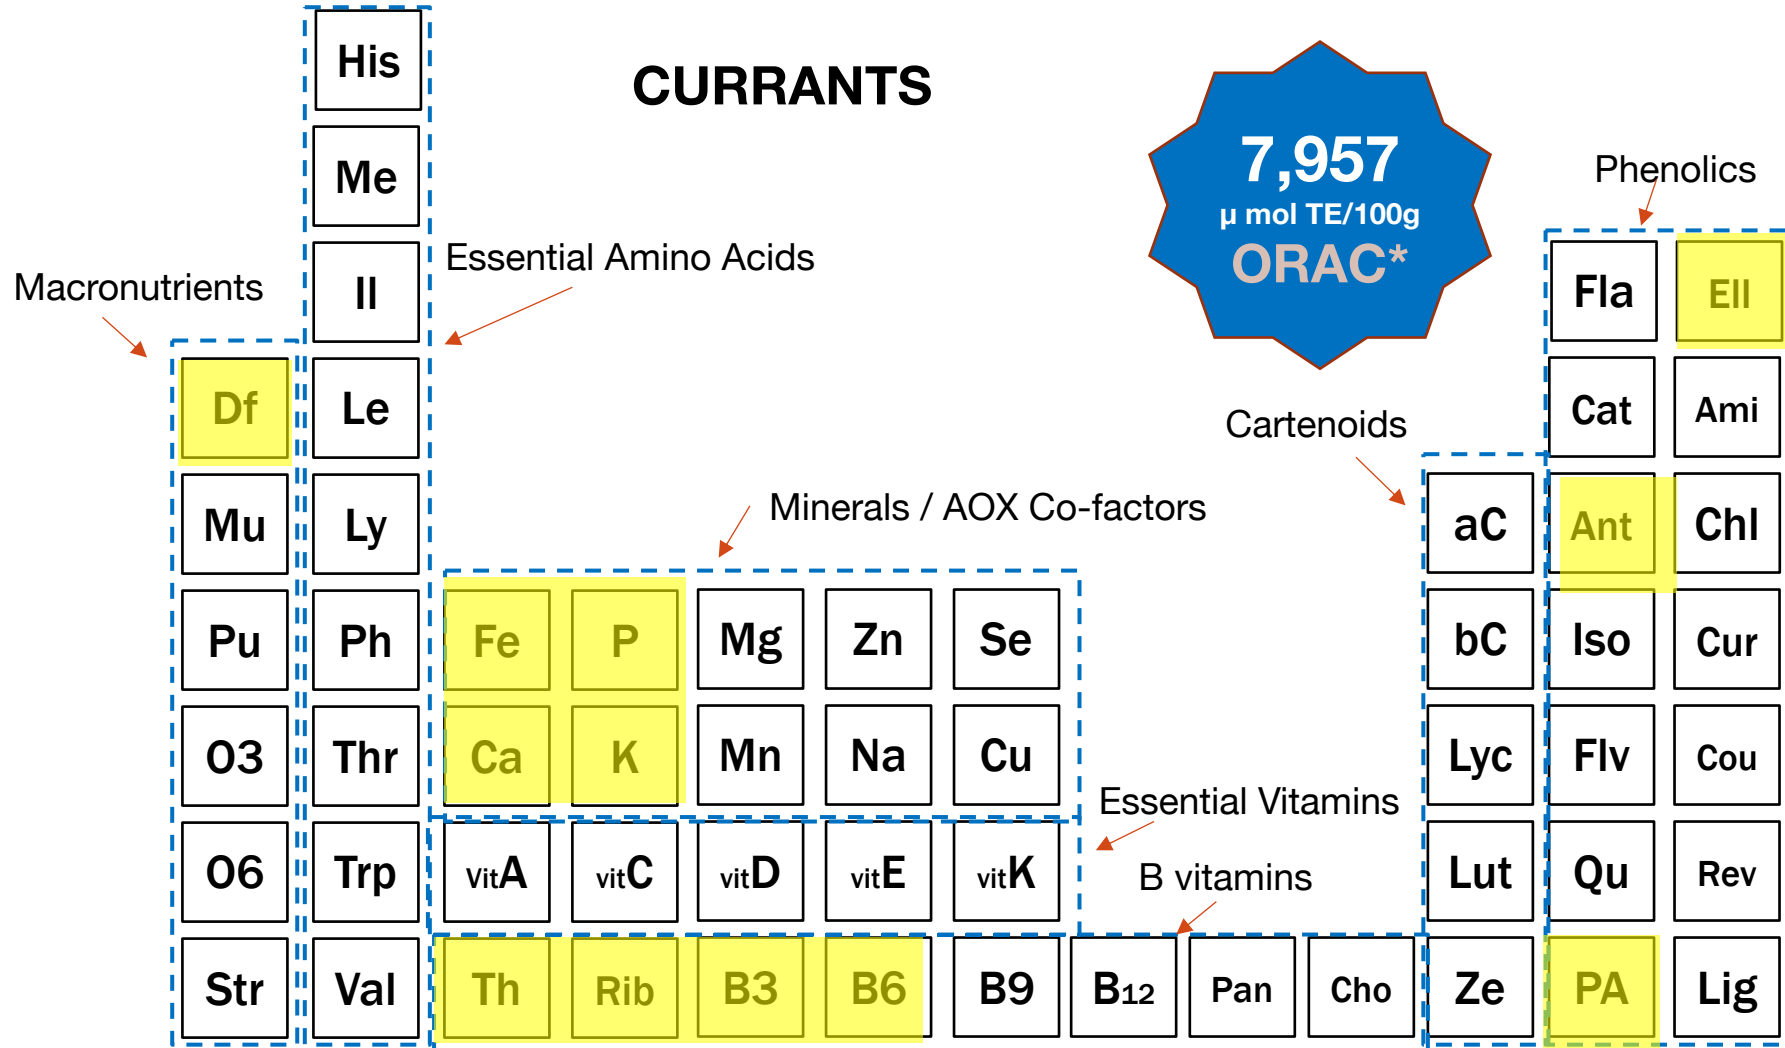 His
CURRANTS
7,957
µ mol TE/100g
ORAC*
Me
Phenolics
Essential Amino Acids
Macronutrients
Il
Fla
Ell
Df
Le
Cat
Ami
Cartenoids
Mu
Ly
Minerals / AOX Co-factors
aC
Ant
Chl
Pu
Ph
Fe
P
Mg
Zn
Se
bC
Iso
Cur
O3
Thr
Ca
K
Mn
Na
Cu
Lyc
Flv
Cou
Essential Vitamins
O6
Trp
vitA
vitC
vitD
vitE
vitK
B vitamins
Lut
Qu
Rev
Str
Val
Th
Rib
B3
B6
B9
B12
Pan
Cho
Ze
PA
Lig